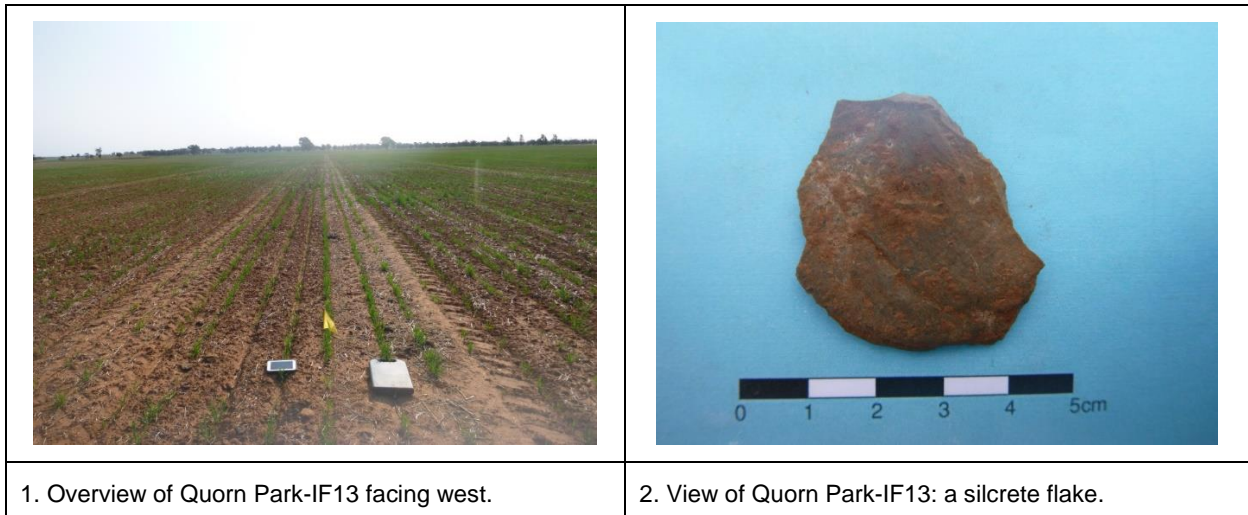 0 1 2 3 4 5cm
1. Overview of Quorn Park-IF13 facing west.
2. View of Quorn Park-IF13: a silcrete flake.